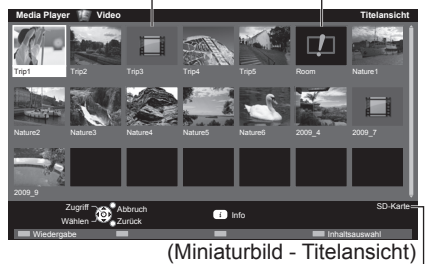 Media Player Video Titelansicht
Trip1 Trip2 Trip3 Trip4 Trip5 Room Nature1
Nature2 Nature3 Nature4 Nature5 Nature6 2009_4 2009_7
2009_9
Zugriff Abbruch i Info SD-Karte
Wählen Zurück
Wiedergabe Inhaltsauswahl
(Miniaturbild - Titelansicht)